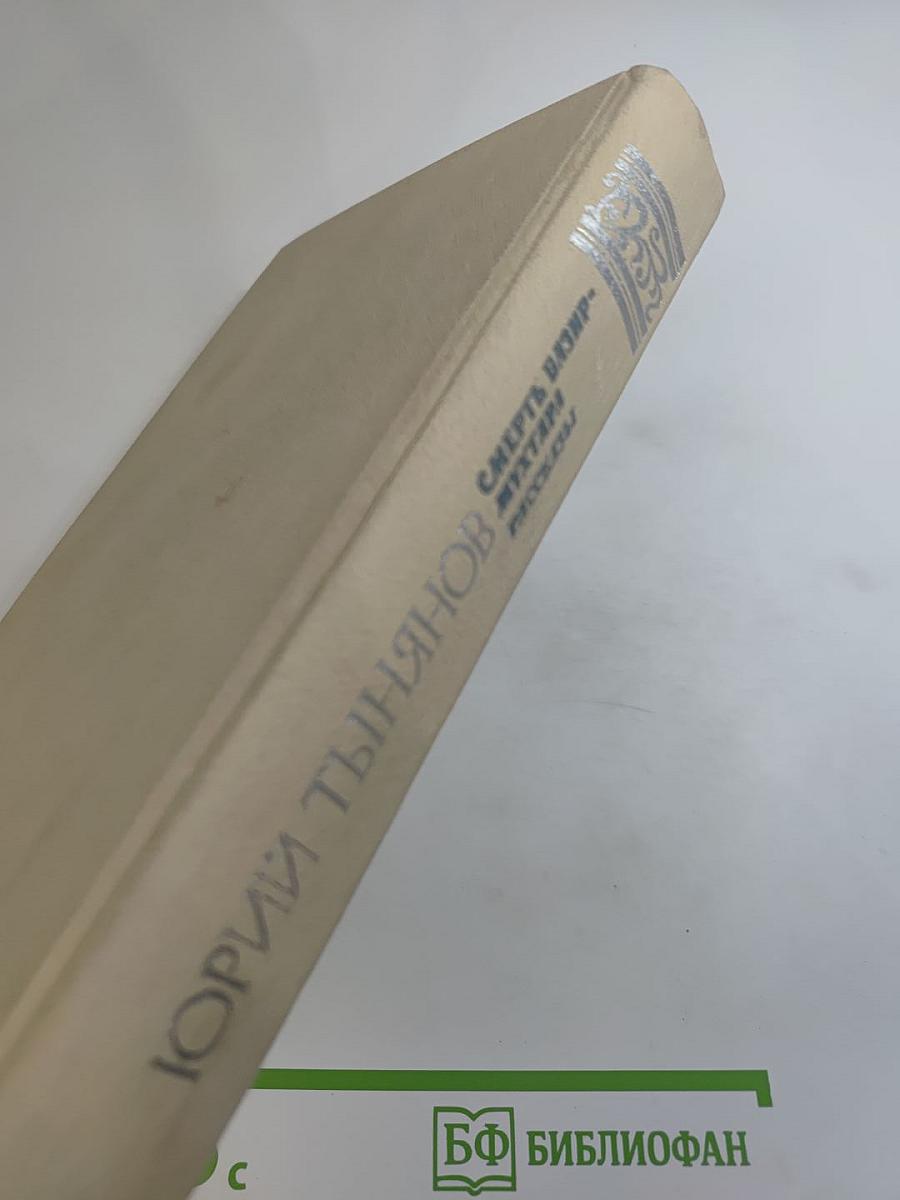 ЮРИЙ ТЫНЯНОВ
СМЕРТЬ ВАЗИР-
МУХТАРА
РАССКАЗЫ
с
БФ БИБЛИОФАН